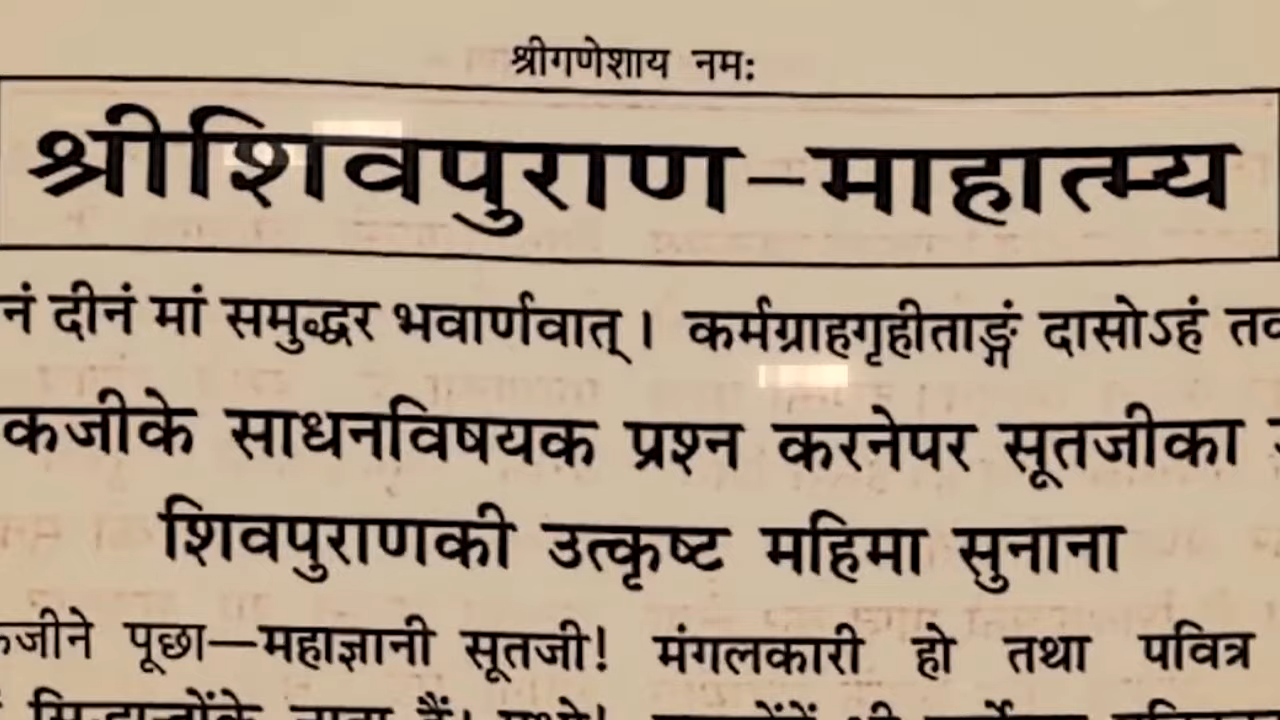 श्रीगणेशाय नमः
श्रीशिवपुराण-माहात्म्य
नं दीनं मां समुद्धर भवार्णवात्। कर्मग्राहगृहीताङ्गं दासोऽहं तव
कजीके साधनविषयक प्रश्न करनेपर सूतजीका
शिवपुराणकी उत्कृष्ट महिमा सुनाना
कजीने पूछा—महाज्ञानी सूतजी! मंगलकारी हो तथा पवित्र